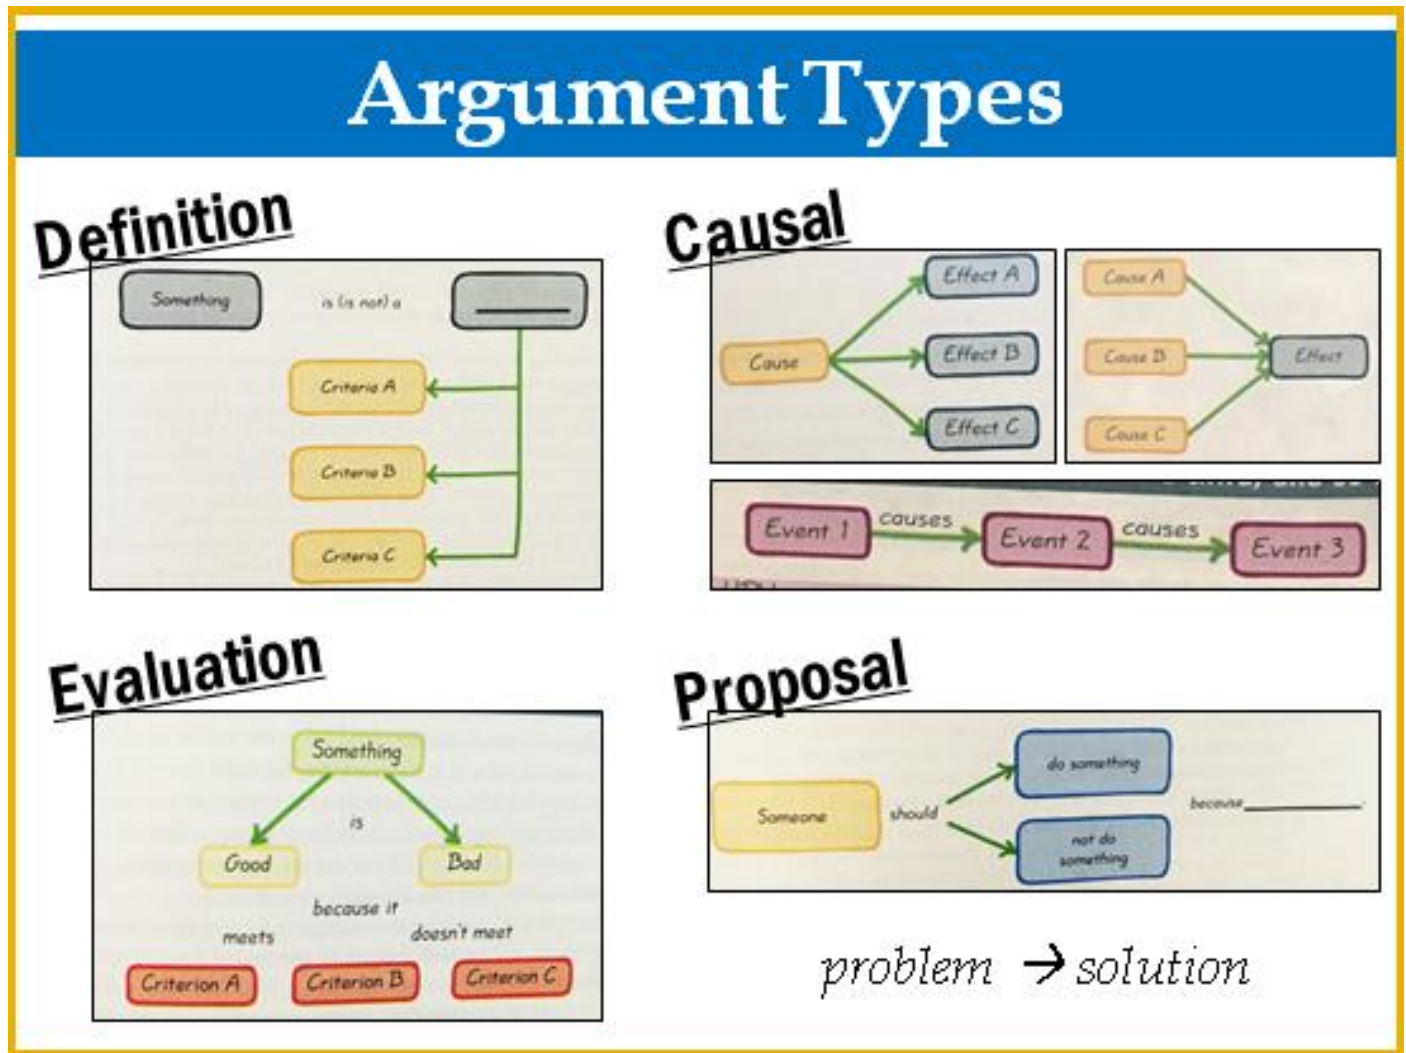 Argument Types
Definition
Something is (is not) a
Criteria A
Criteria B
Criteria C
Causal
Cause
Effect A
Effect B
Effect C
Cause A
Cause B
Cause C
Effect
Event 1 causes Event 2 causes Event 3
Evaluation
Something
is
Good Bad
because it
meets doesn't meet
Criterion A Criterion B Criterion C
Proposal
Someone should
do something
not do
something
because
problem → solution